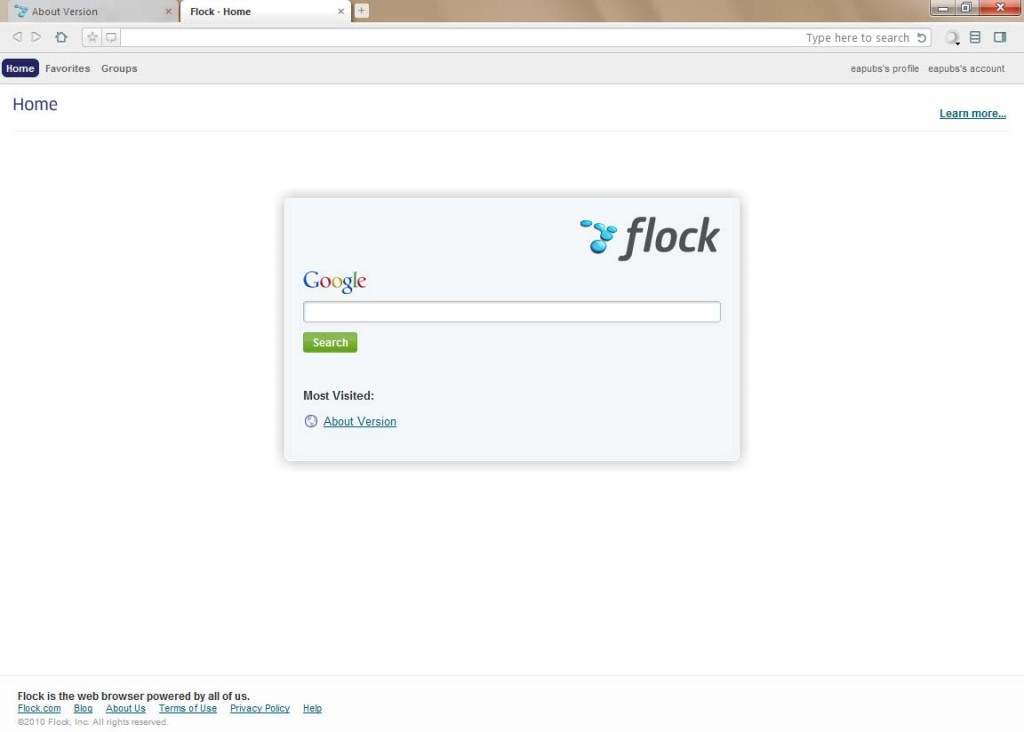 About Version
Flock - Home
Type here to search
Home Favorites Groups eapubs's profile eapubs's account
Home
Learn more...
flock
Google
Search
Most Visited:
About Version
Flock is the web browser powered by all of us.
Flock.com Blog About Us Terms of Use Privacy Policy Help
©2010 Flock, Inc. All rights reserved.